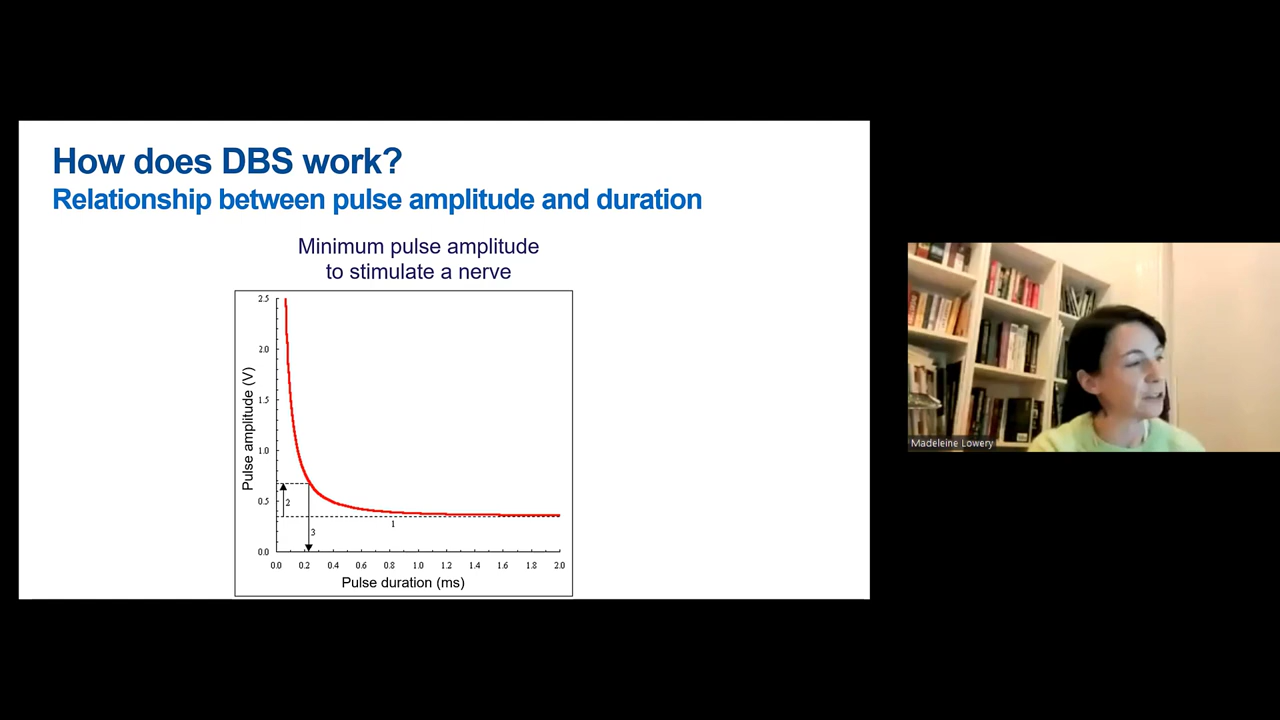 How does DBS work?
Relationship between pulse amplitude and duration
Minimum pulse amplitude
to stimulate a nerve
2.5
2.0
1.5
1.0
0.5
0.0
Pulse amplitude (V)
2
1
3
0.0 0.2 0.4 0.6 0.8 1.0 1.2 1.4 1.6 1.8 2.0
Pulse duration (ms)
Madeleine Lowery